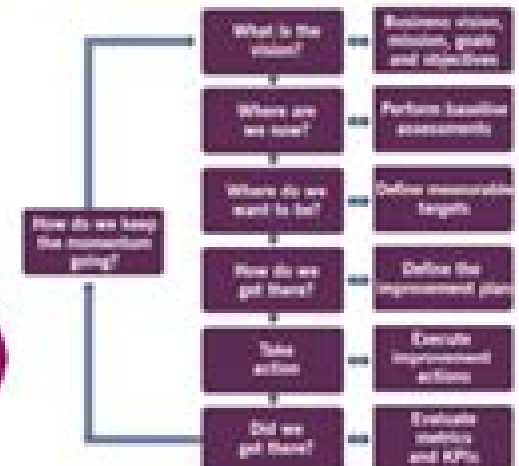 What is the
vision?
Business vision,
mission, goals
and objectives
Where are
we now?
Perform baseline
assessments
Where do we
want to be?
Define measurable
targets
How do we keep
the momentum
going?
How do we
get there?
Define the
improvement plan
Take
action
Execute
improvement
actions
Did we
get there?
Evaluate
metrics
and KPIs